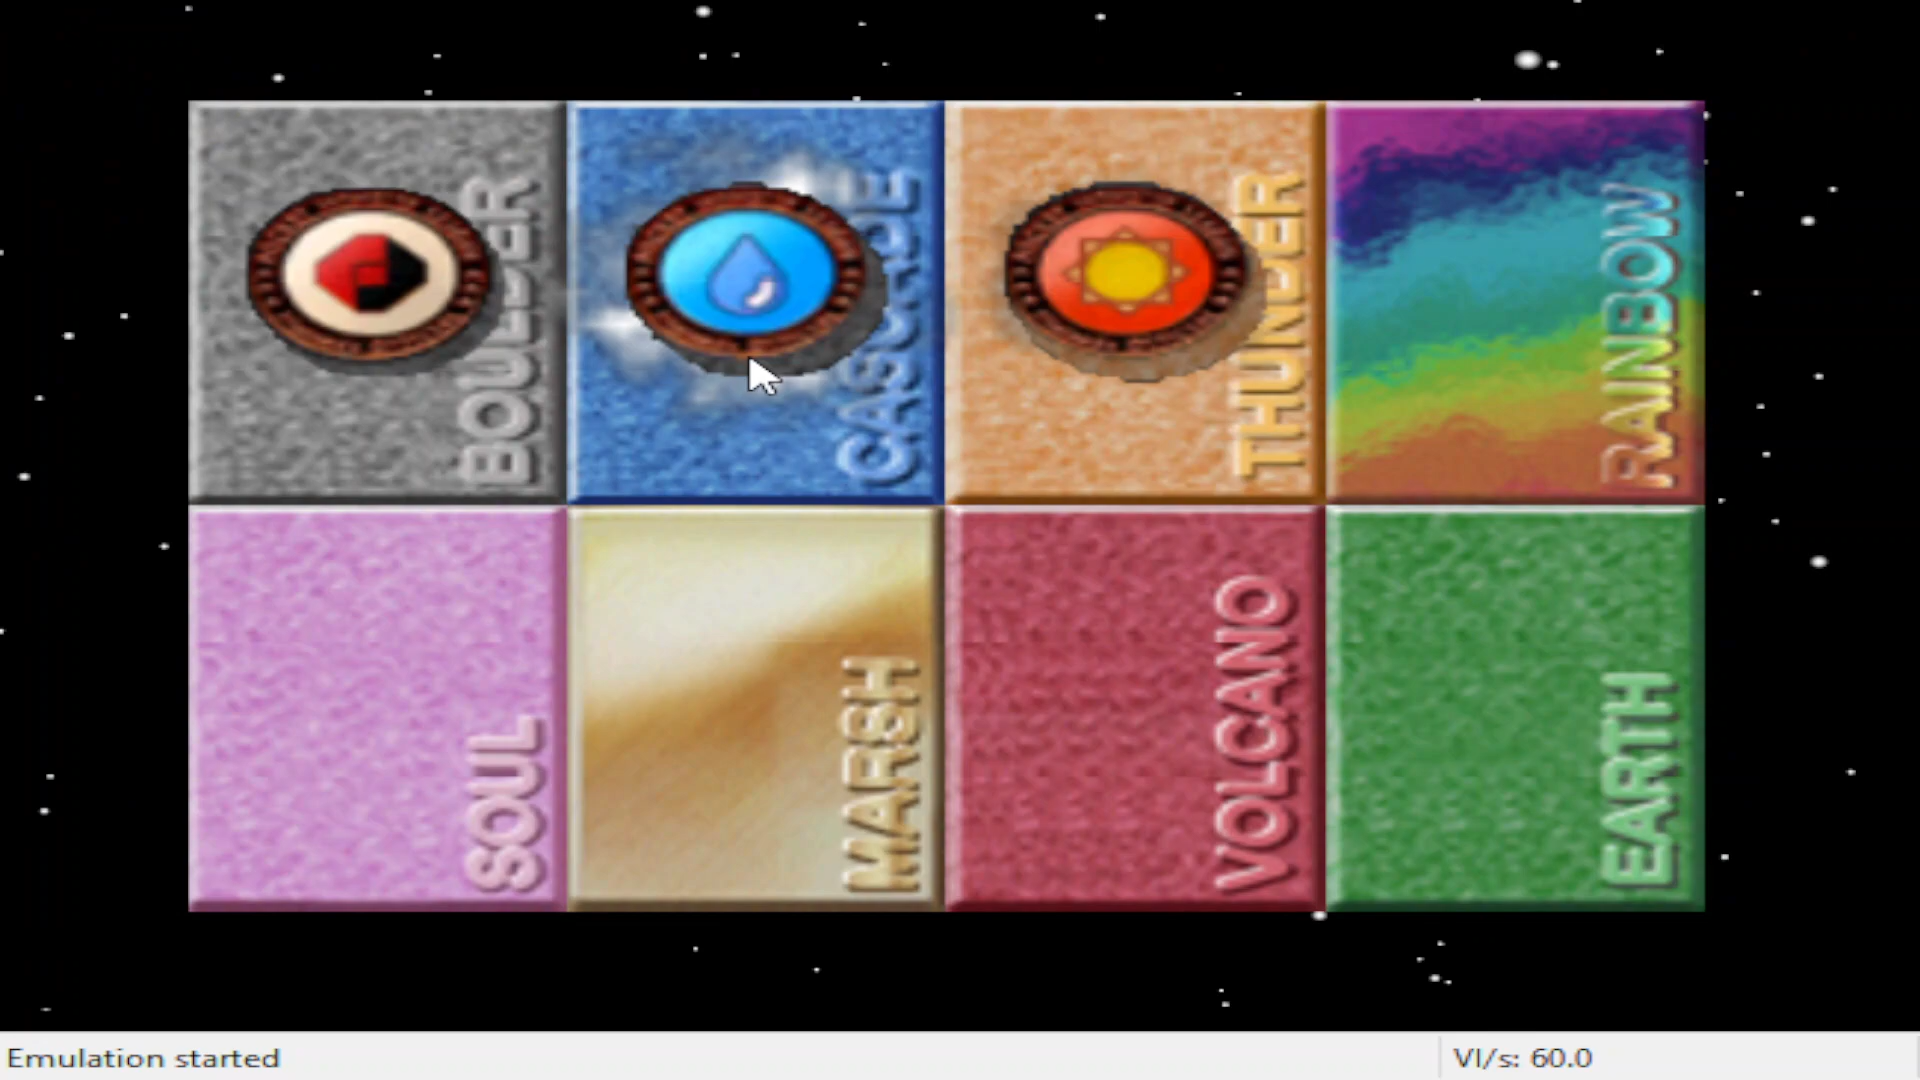 BOULDER
CASCADE
THUNDER
RAINBOW
SOUL
MARSH
VOLCANO
EARTH
Emulation started
VI/s: 60.0